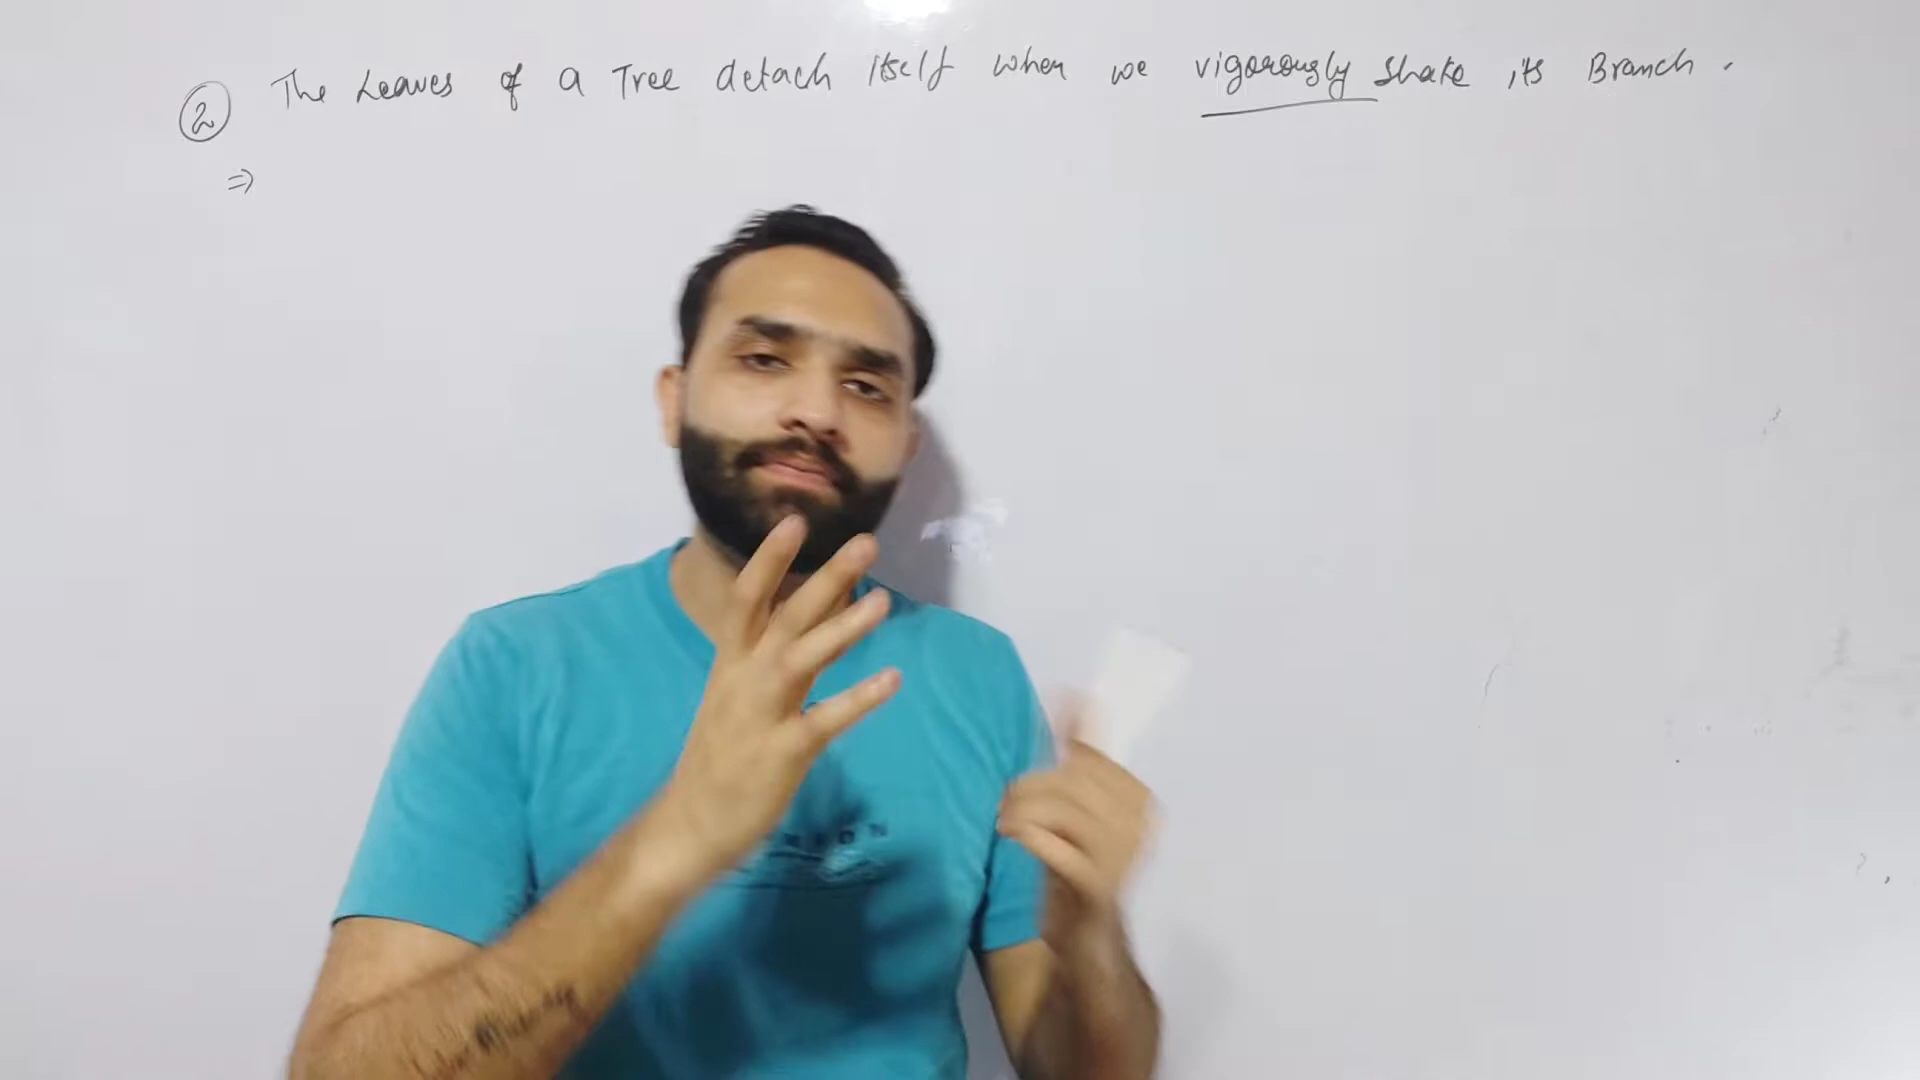 ② The Leaves of a Tree detach itself when we vigorously shake its Branch.
⇒